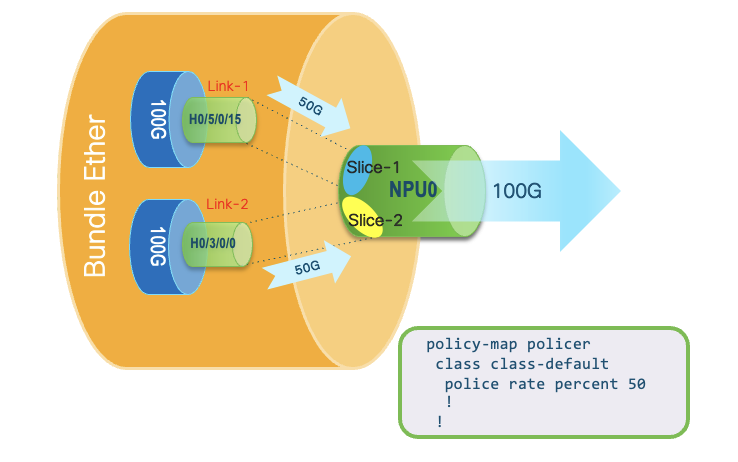 Bundle Ether
Link-1
100G
H0/5/0/15
50G
Link-2
100G
H0/3/0/0
50G
Slice-1
NPU0
Slice-2
100G
policy-map policer
class class-default
police rate percent 50
!
!